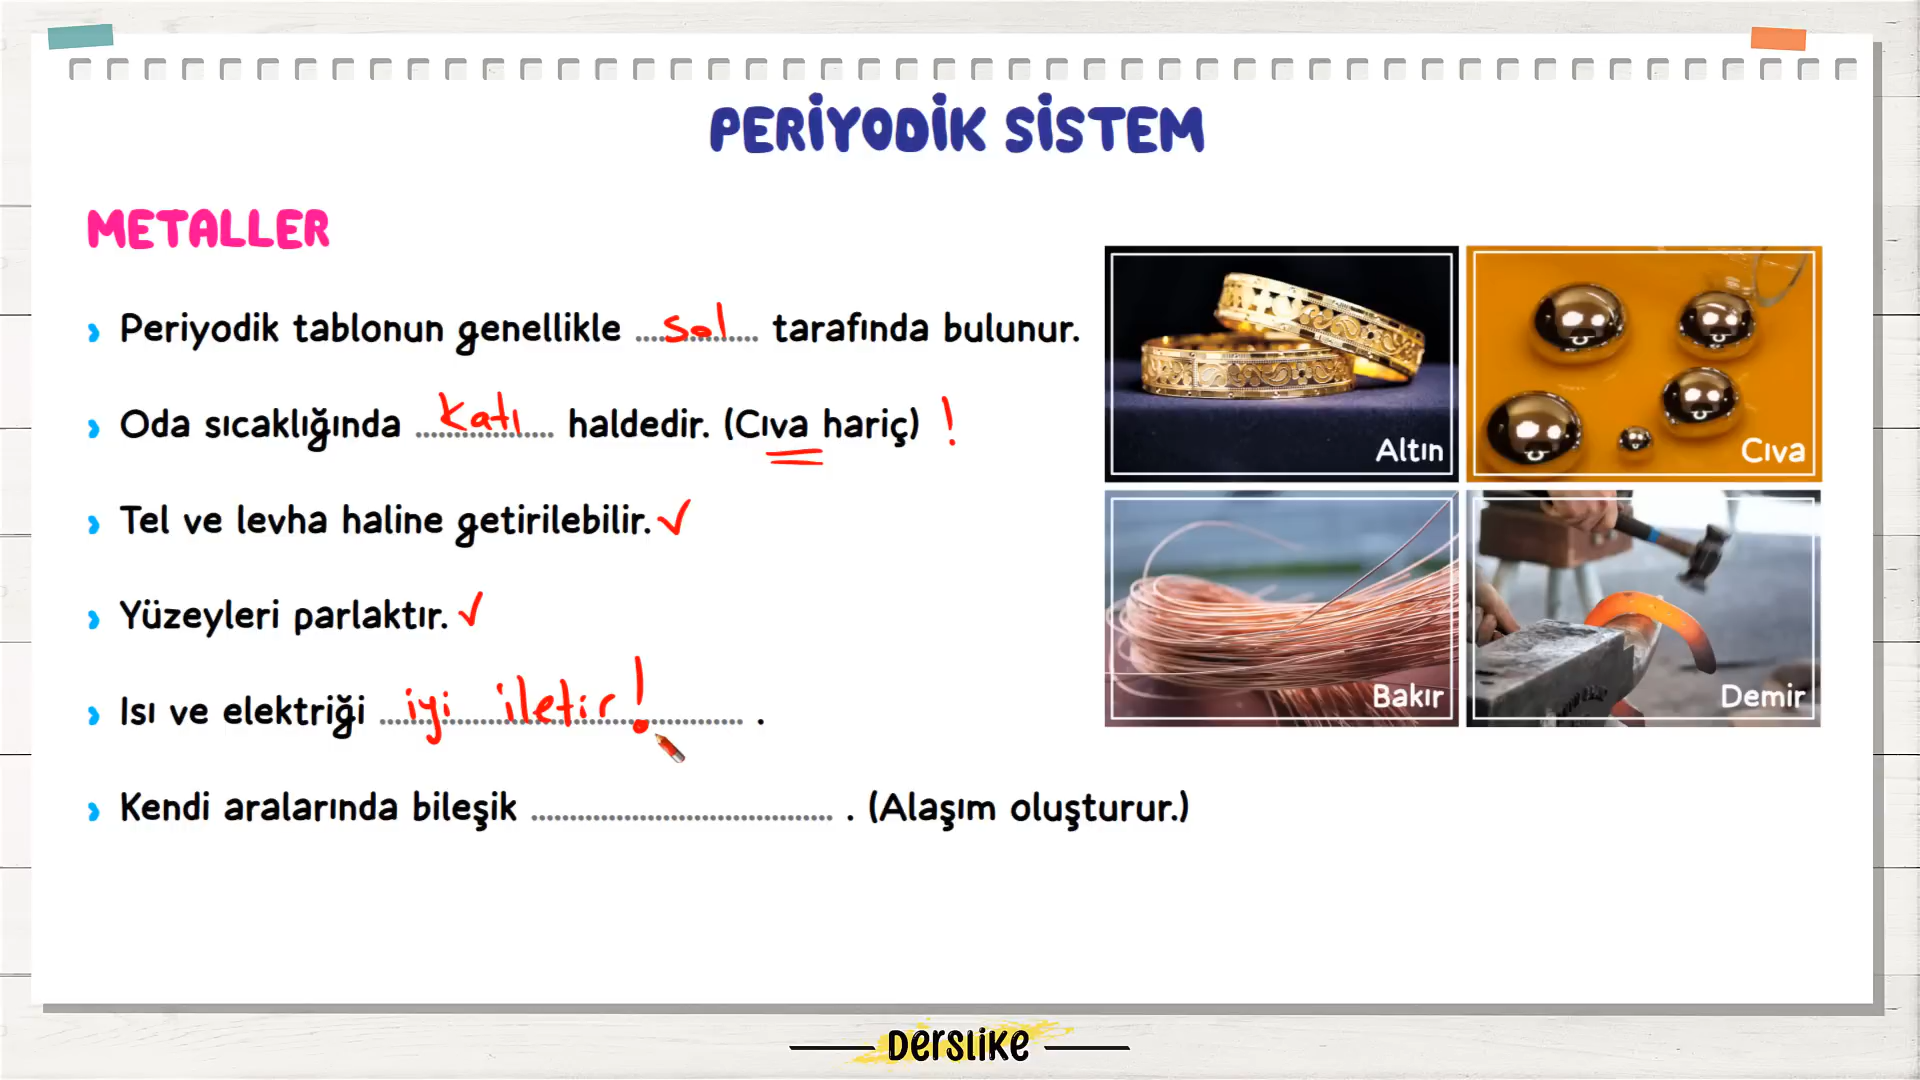 PERİYODİK SİSTEM
METALLER
Periyodik tablonun genellikle ...sol... tarafında bulunur.
Oda sıcaklığında ...katı... haldedir. (Cıva hariç) !
Tel ve levha haline getirilebilir. ✓
Yüzeyleri parlaktır. ✓
Isı ve elektriği ...iyi iletir!... .
Kendi aralarında bileşik ............... . (Alaşım oluşturur.)
Altın
Cıva
Bakır
Demir
DERSLİKE